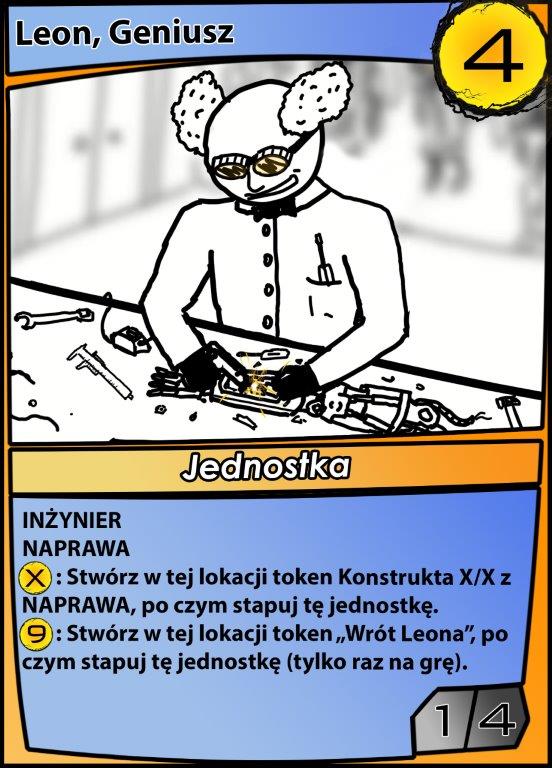 Leon, Geniusz
4
Jednostka
INŻYNIER
NAPRAWA
X : Stwórz w tej lokacji token Konstrukta X/X z
NAPRAWA, po czym stapuj tę jednostkę.
9 : Stwórz w tej lokacji token „Wrót Leona”, po
czym stapuj tę jednostkę (tylko raz na grę).
1 4